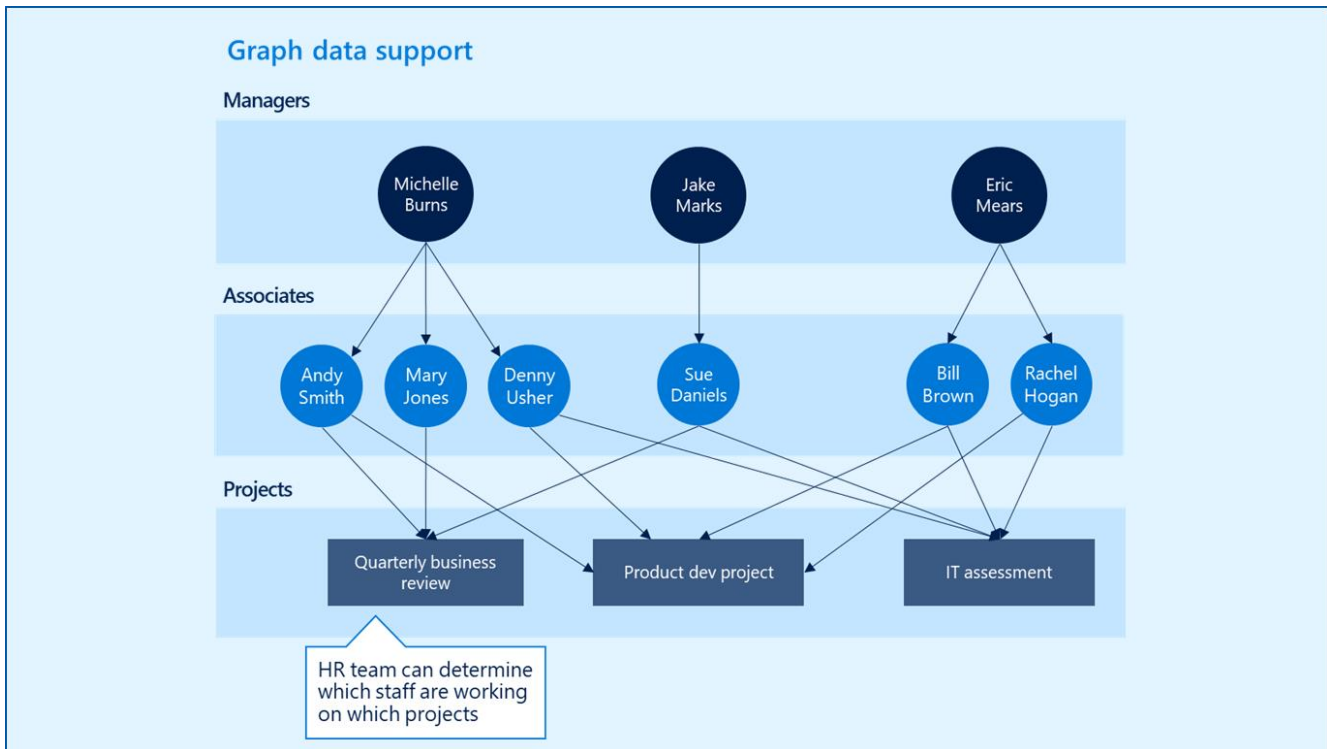 Graph data support
Managers
Michelle
Burns
Jake
Marks
Eric
Mears
Associates
Andy
Smith
Mary
Jones
Denny
Usher
Sue
Daniels
Bill
Brown
Rachel
Hogan
Projects
Quarterly business
review
Product dev project
IT assessment
HR team can determine
which staff are working
on which projects